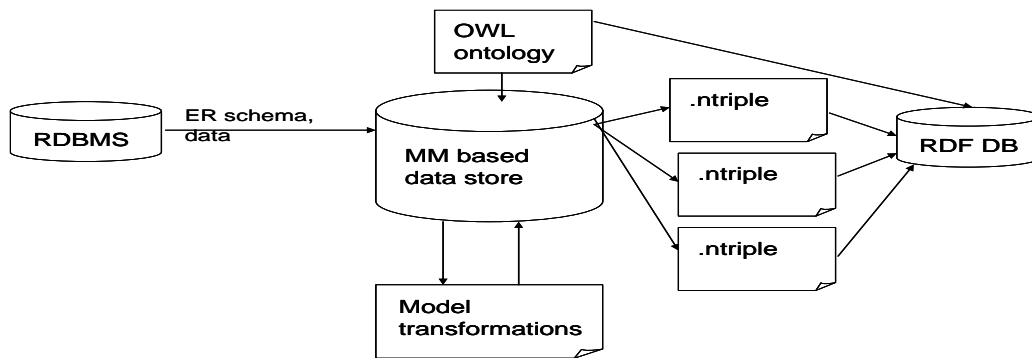 OWL
ontology
ER schema,
data
RDBMS
MM based
data store
.ntriple
.ntriple
.ntriple
RDF DB
Model
transformations